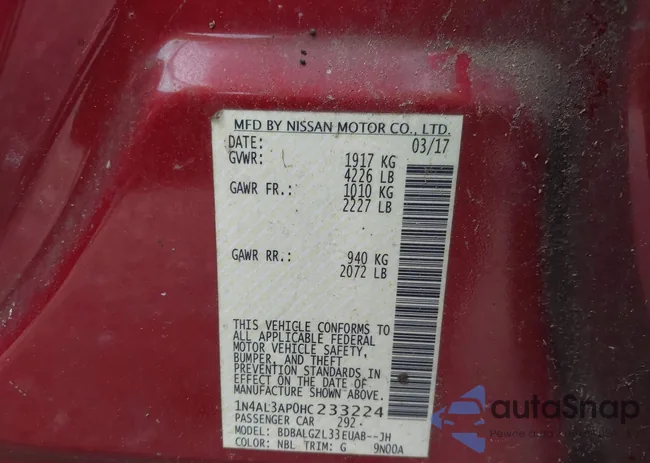 MFD BY NISSAN MOTOR CO., LTD.
DATE: 03/17
GVWR: 1917 KG
4226 LB
GAWR FR.: 1010 KG
2227 LB
GAWR RR.: 940 KG
2072 LB
THIS VEHICLE CONFORMS TO
ALL APPLICABLE FEDERAL
MOTOR VEHICLE SAFETY,
BUMPER, AND THEFT
PREVENTION STANDARDS IN
EFFECT ON THE DATE OF
MANUFACTURE SHOWN ABOVE.
1N4AL3AP0HC233224
PASSENGER CAR 292
MODEL: BDBALGZL33EUAB--JH
COLOR: NBL TRIM: G 9N00A
autoSnap